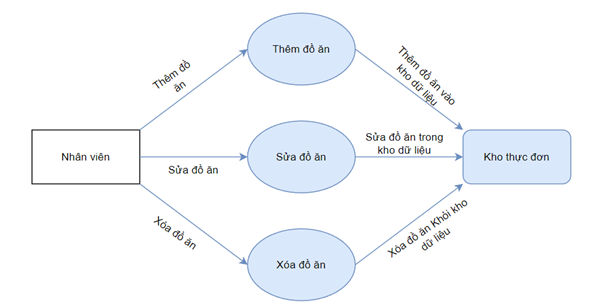 Thêm đồ ăn
Thêm đồ
ăn
Thêm đồ ăn vào
kho dữ liệu
Nhân viên
Sửa đồ ăn
Sửa đồ ăn
Sửa đồ ăn trong
kho dữ liệu
Kho thực đơn
Xóa đồ ăn
Xóa đồ ăn
Xóa đồ ăn Khỏi kho
dữ liệu